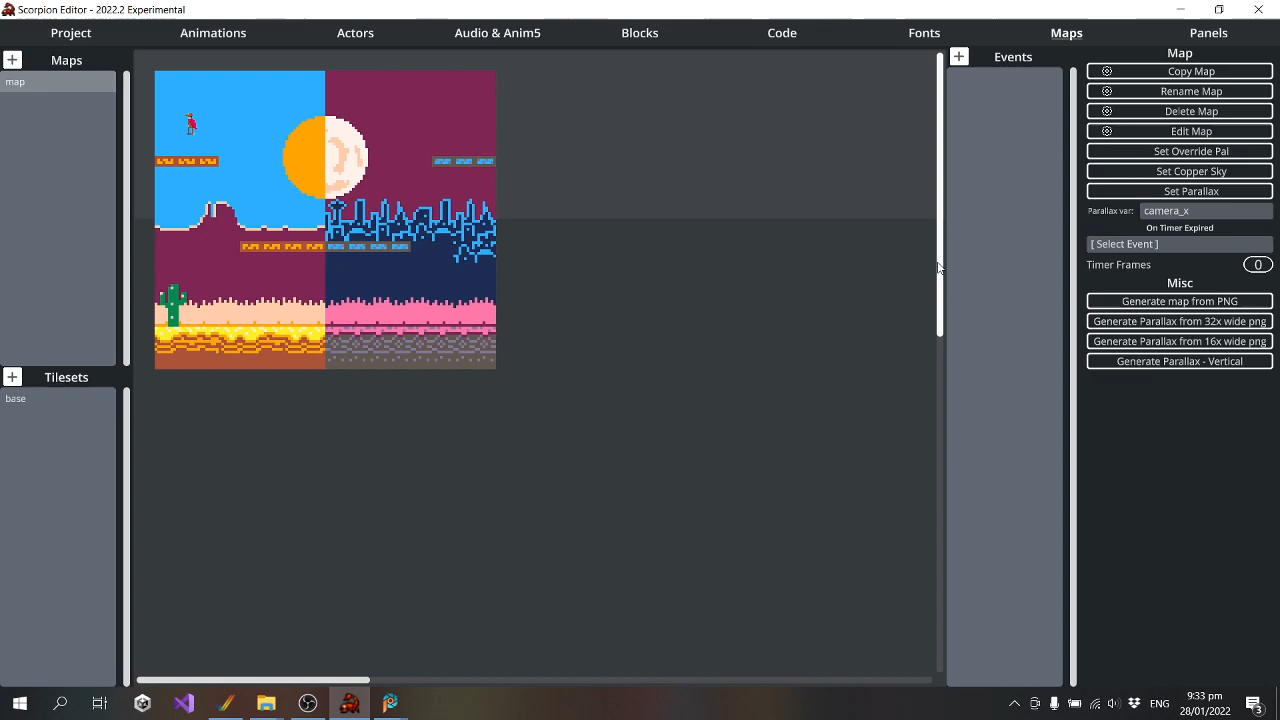 Scorpion Editor - 2022.2 Experimental
Project
Animations
Actors
Audio & Anim5
Blocks
Code
Fonts
Maps
Panels
+
Maps
map
+
Tilesets
base
+
Events
Map
Copy Map
Rename Map
Delete Map
Edit Map
Set Override Pal
Set Copper Sky
Set Parallax
Parallax var: camera_x
On Timer Expired
[ Select Event ]
Timer Frames 0
Misc
Generate map from PNG
Generate Parallax from 32x wide png
Generate Parallax from 16x wide png
Generate Parallax - Vertical
ENG
9:33 pm
28/01/2022
3